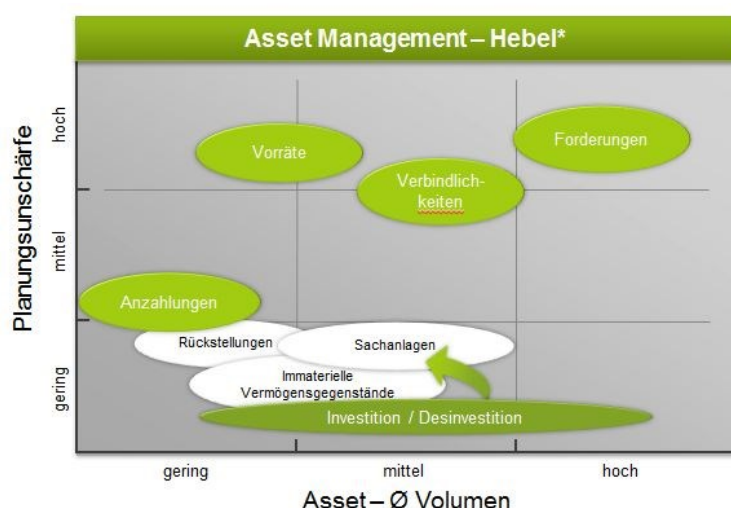 Asset Management – Hebel*
Planungsunschärfe
hoch
mittel
gering
Vorräte
Forderungen
Verbindlich-
keiten
Anzahlungen
Rückstellungen
Sachanlagen
Immaterielle
Vermögensgegenstände
Investition / Desinvestition
gering
mittel
hoch
Asset – Ø Volumen